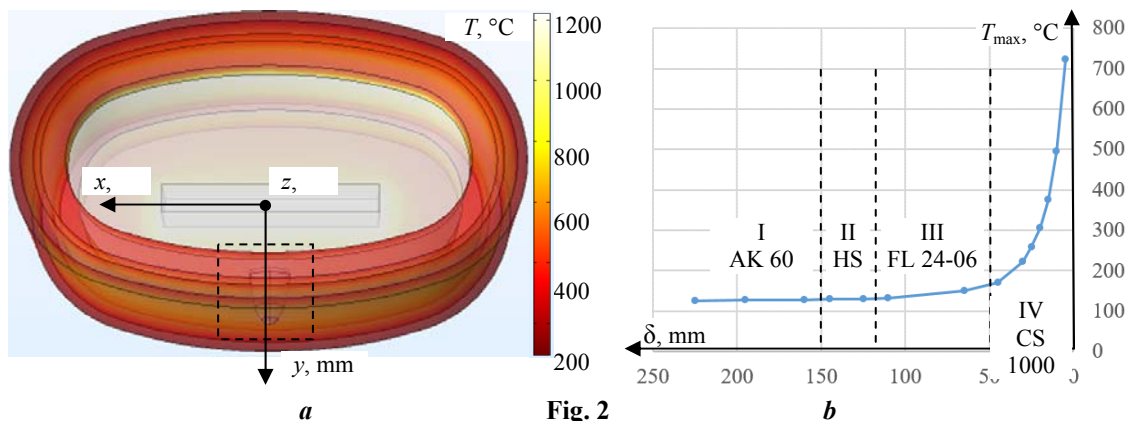 T, °C
1200
1000
800
600
400
200
x,
z,
y, mm
a
T_max, °C
800
700
600
500
400
300
200
100
0
I
AK 60
II
HS
III
FL 24-06
IV
CS
1000
δ, mm
250 200 150 100 50 0
b
Fig. 2